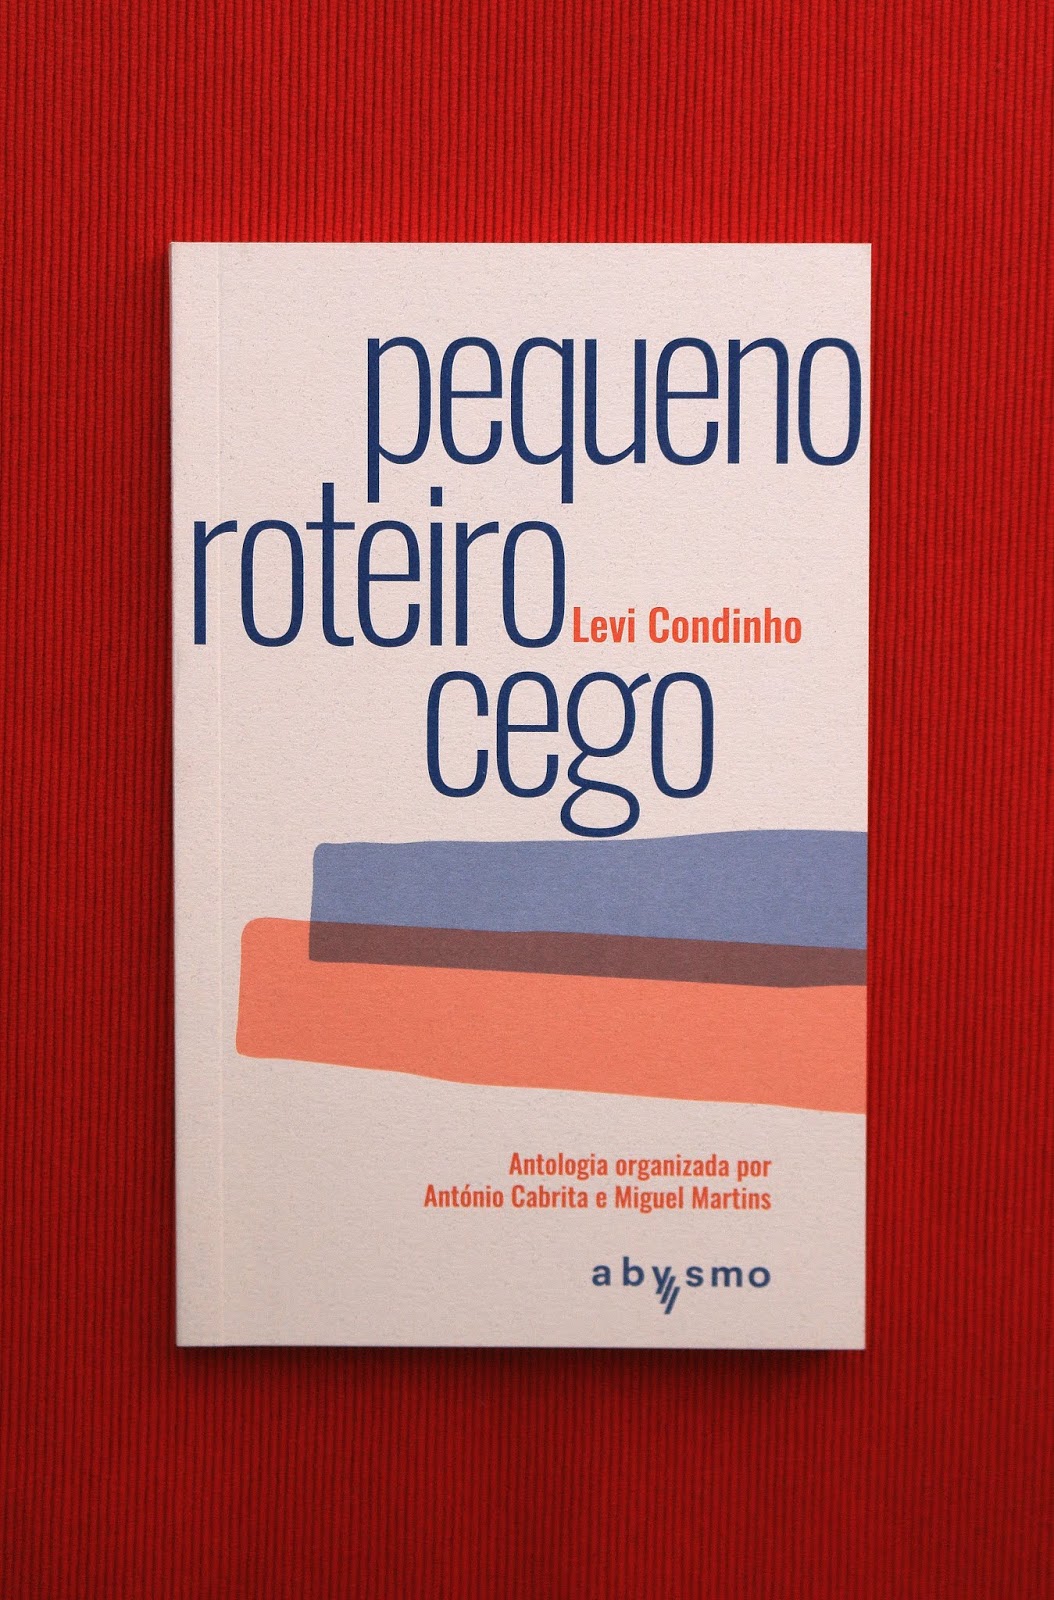 pequeno
roteiro
Levi Condinho
cego
Antologia organizada por
António Cabrita e Miguel Martins
abysmo